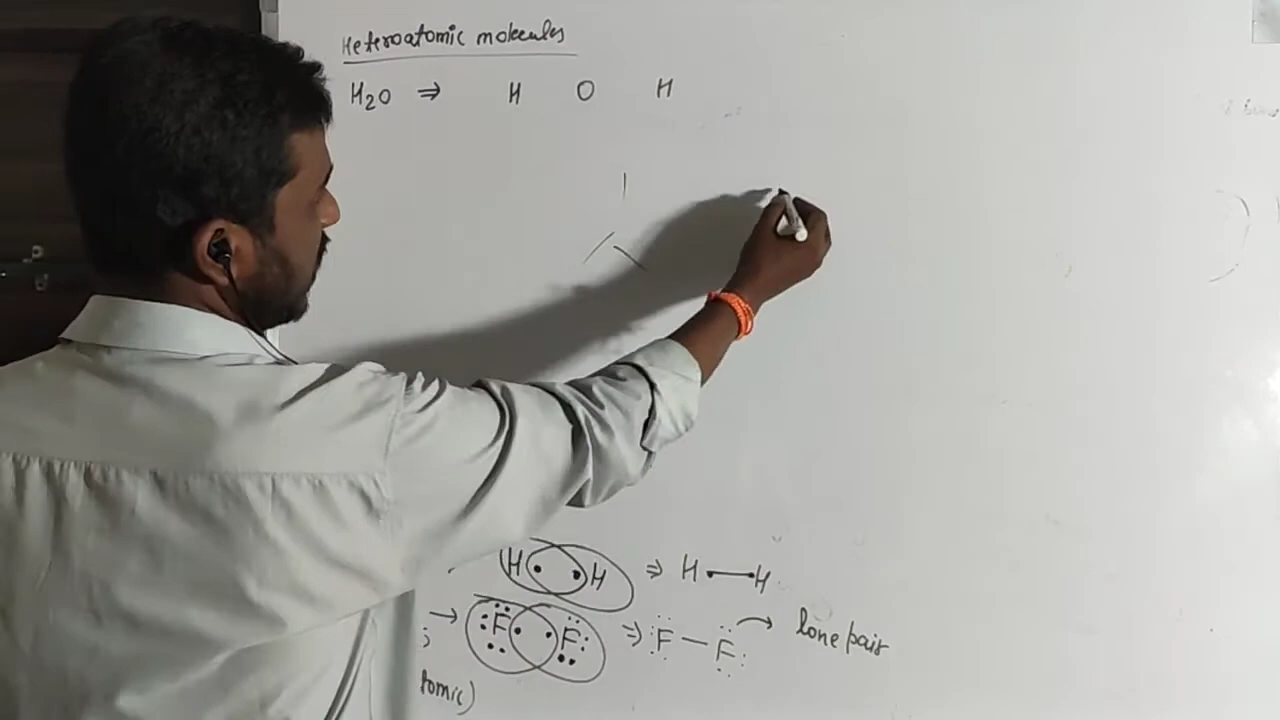 Heteroatomic molecules
H₂O ⇒ H O H
H H ⇒ H — H
→ F F ⇒ F — F → lone pair
;
tomic)